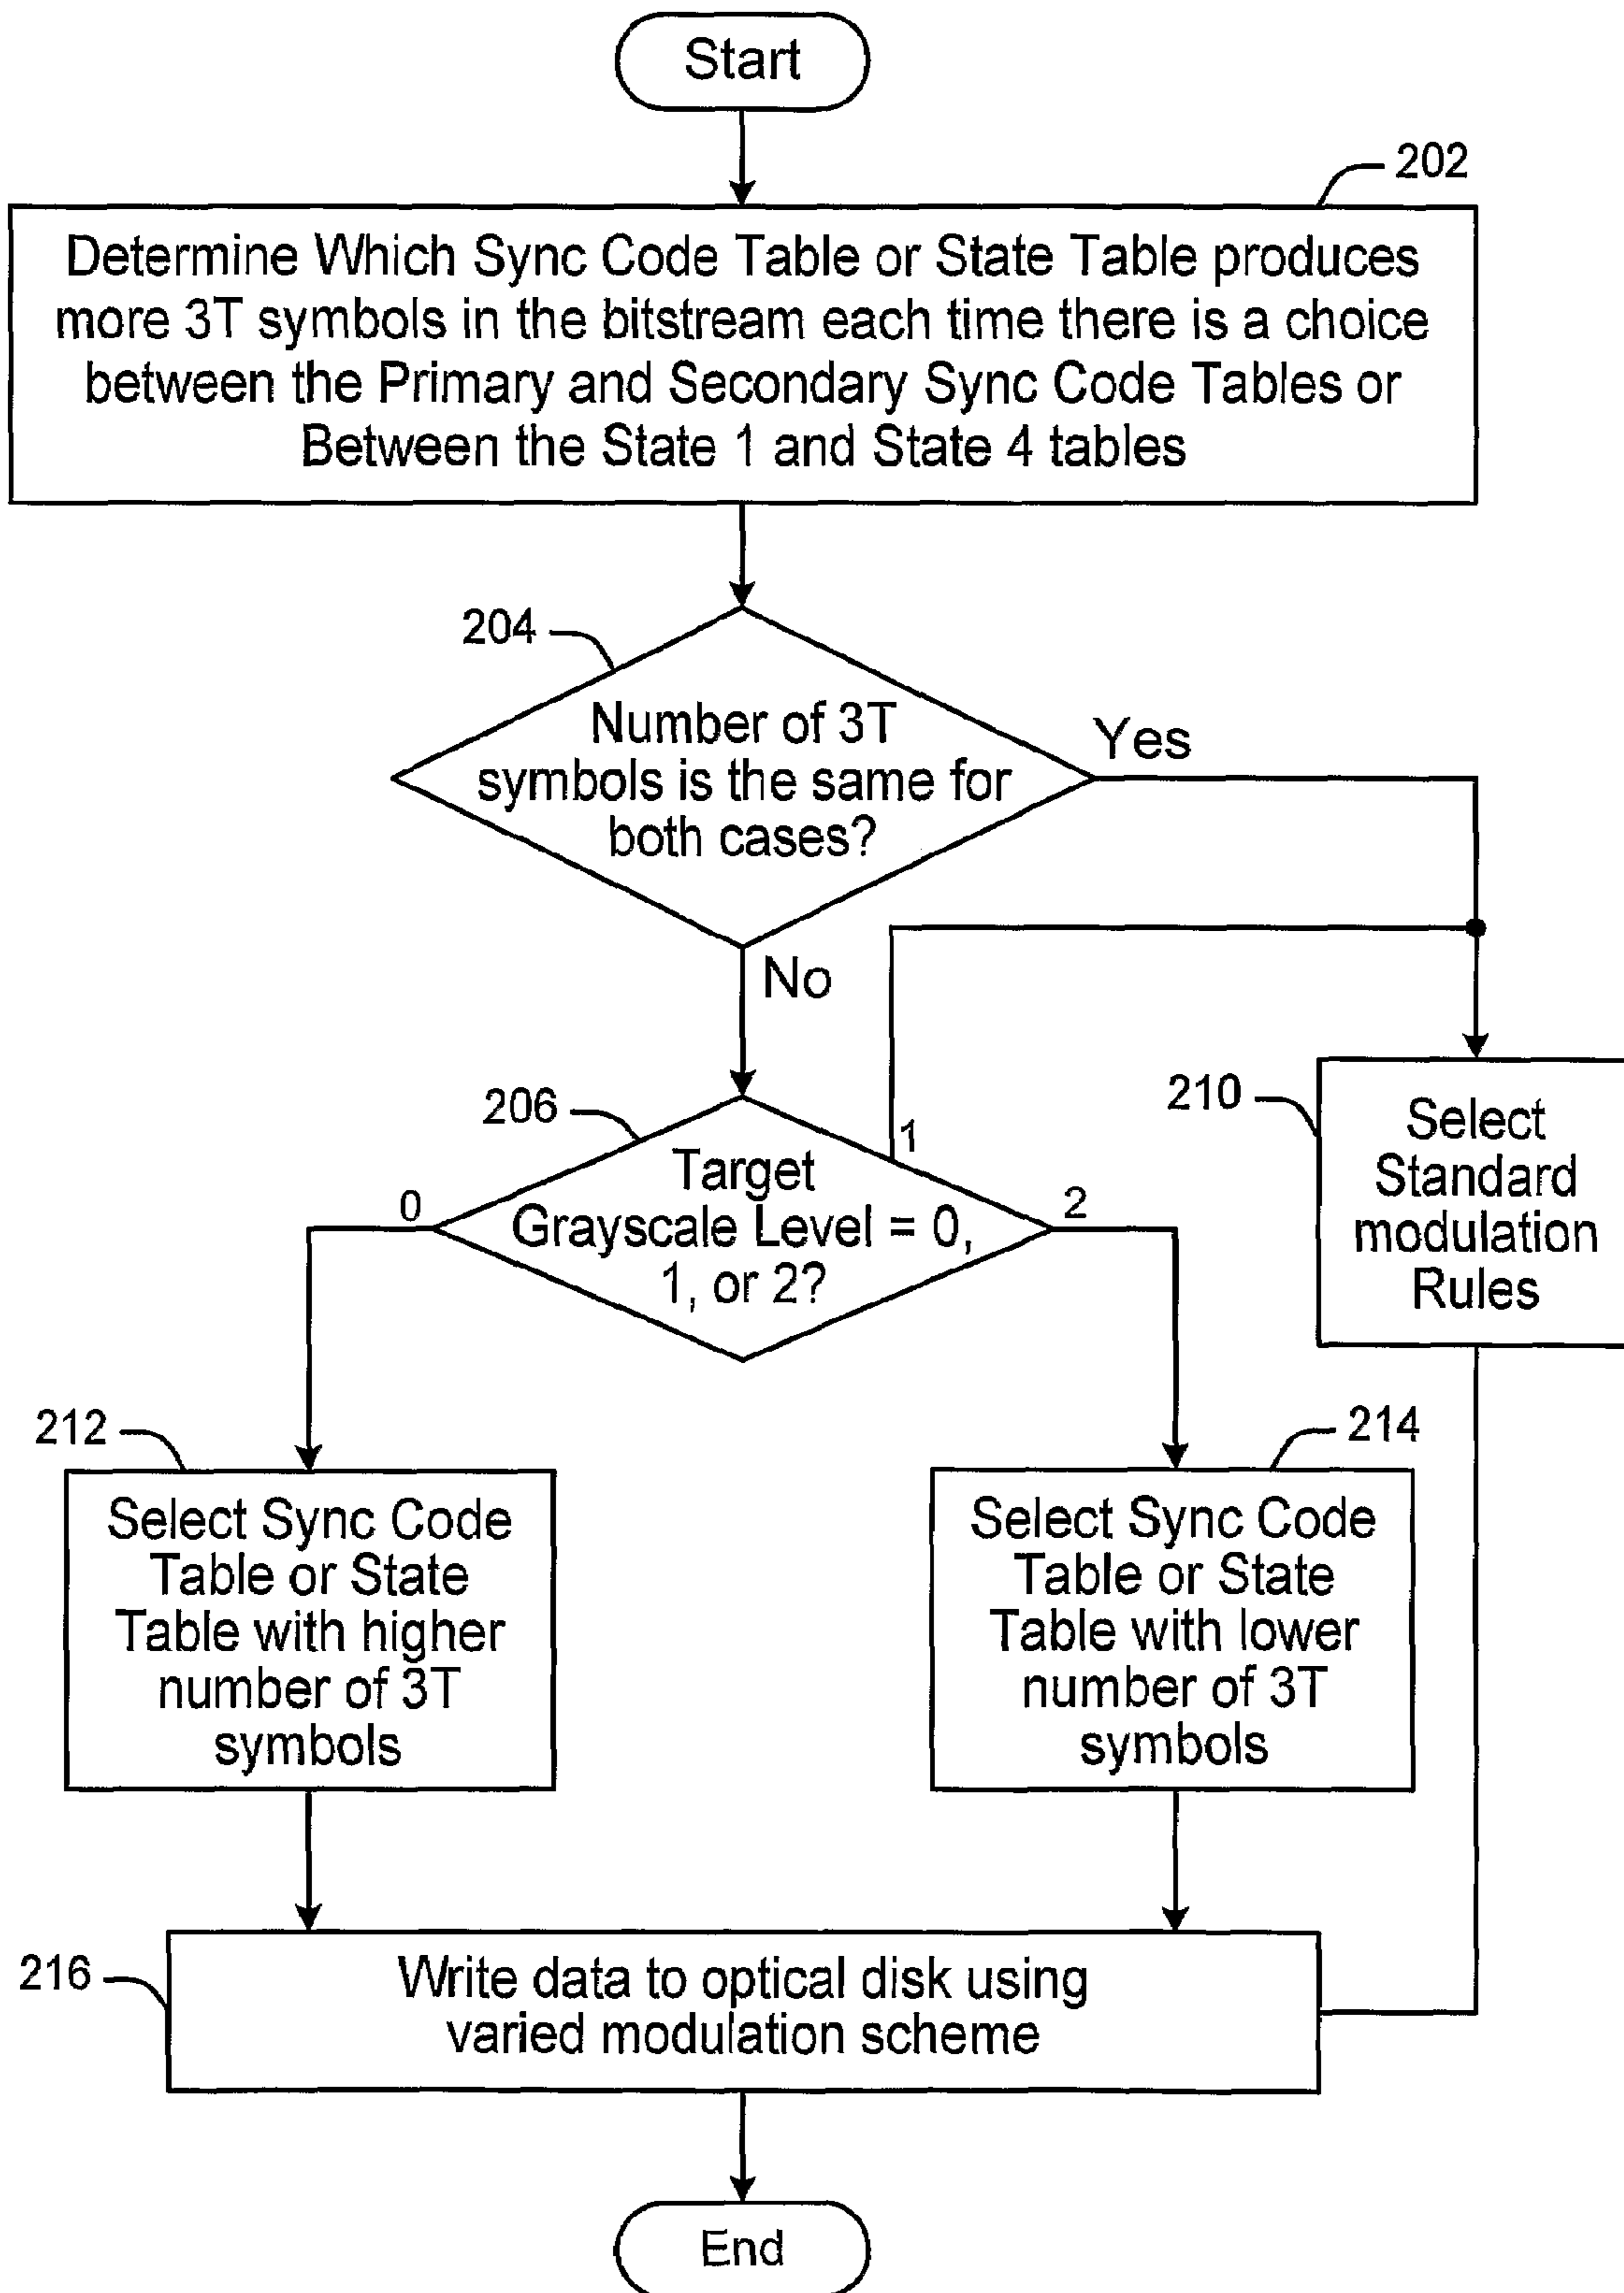 Start
202
Determine Which Sync Code Table or State Table produces
more 3T symbols in the bitstream each time there is a choice
between the Primary and Secondary Sync Code Tables or
Between the State 1 and State 4 tables
204
Number of 3T
symbols is the same for
both cases?
Yes
No
206
Target
Grayscale Level = 0,
1, or 2?
0
1
2
210
Select
Standard
modulation
Rules
212
Select Sync Code
Table or State
Table with higher
number of 3T
symbols
214
Select Sync Code
Table or State
Table with lower
number of 3T
symbols
216
Write data to optical disk using
varied modulation scheme
End